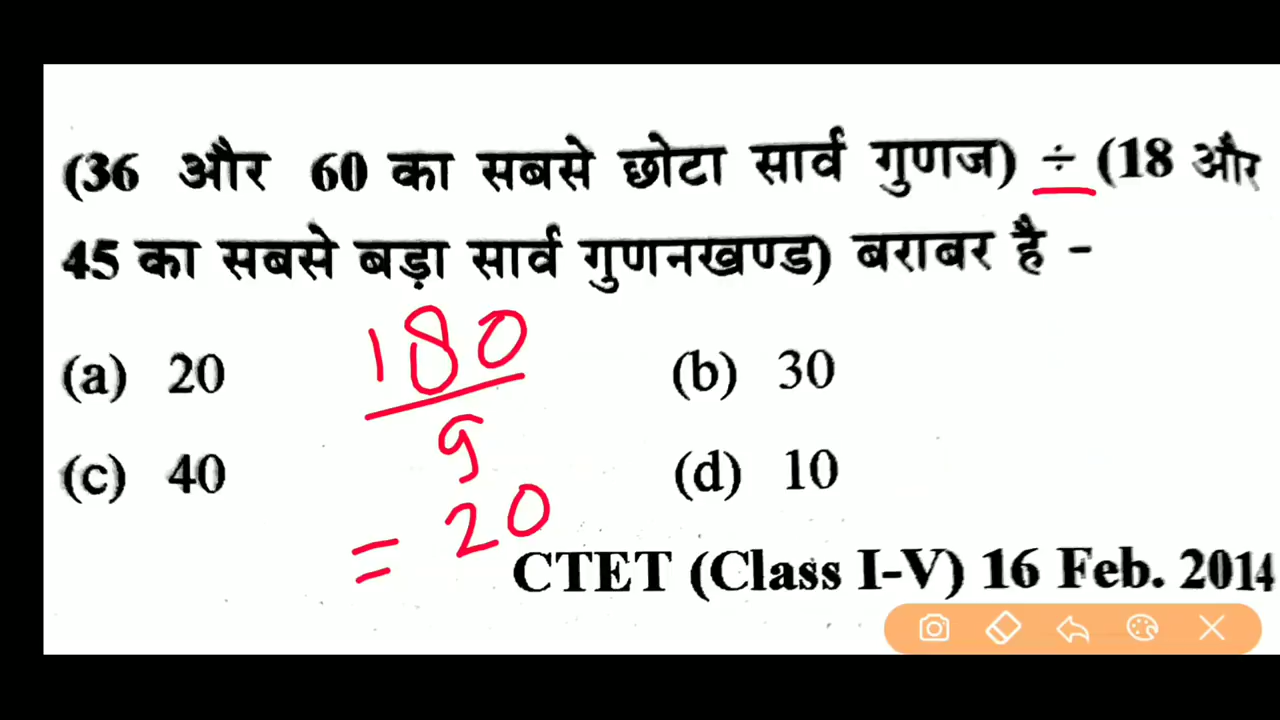 (36 और 60 का सबसे छोटा सार्व गुणज) ÷ (18 और
45 का सबसे बड़ा सार्व गुणनखण्ड) बराबर है -
(a) 20 (b) 30
180
9
(c) 40 (d) 10
= 20
CTET (Class I-V) 16 Feb. 2014